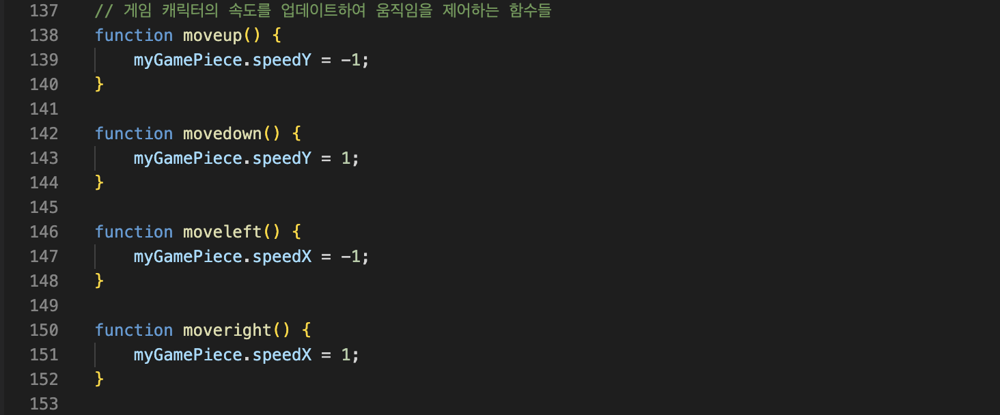 137 // 게임 캐릭터의 속도를 업데이트하여 움직임을 제어하는 함수들
138 function moveup() {
139 myGamePiece.speedY = -1;
140 }
141
142 function movedown() {
143 myGamePiece.speedY = 1;
144 }
145
146 function moveleft() {
147 myGamePiece.speedX = -1;
148 }
149
150 function moveright() {
151 myGamePiece.speedX = 1;
152 }
153